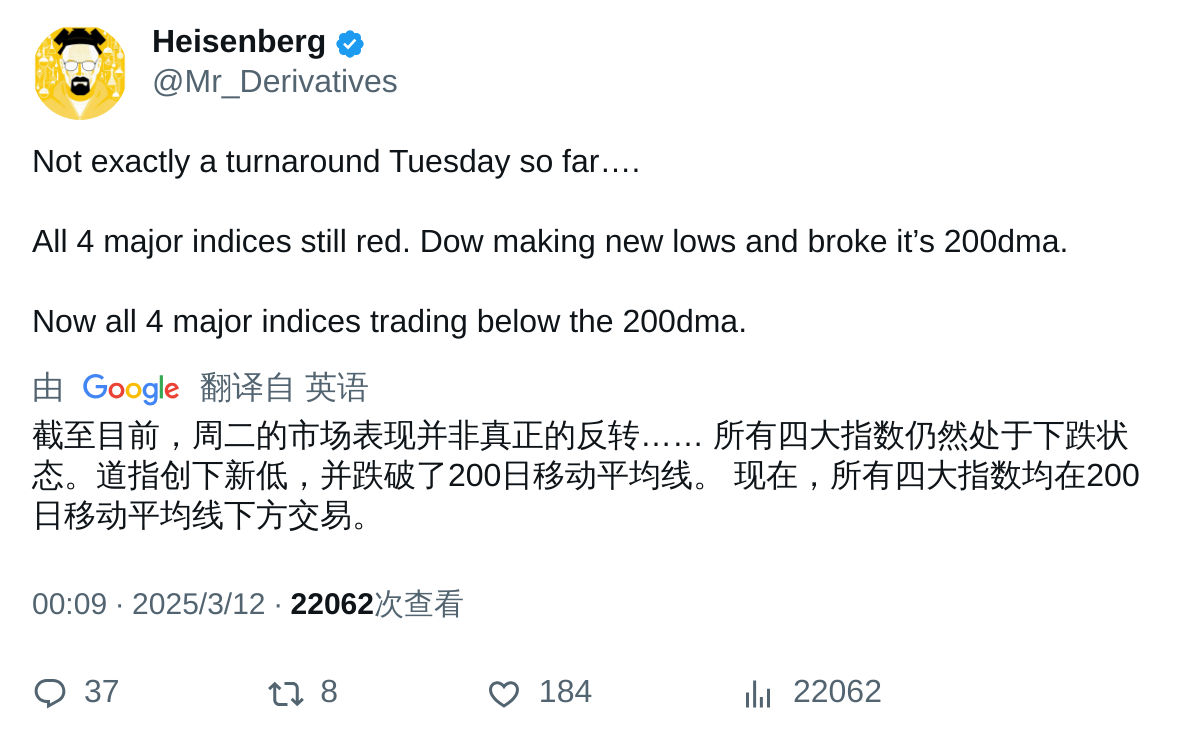 Heisenberg
@Mr_Derivatives
Not exactly a turnaround Tuesday so far….
All 4 major indices still red. Dow making new lows and broke it’s 200dma.
Now all 4 major indices trading below the 200dma.
由 Google 翻译自 英语
截至目前，周二的市场表现并非真正的反转…… 所有四大指数仍然处于下跌状
态。道指创下新低，并跌破了200日移动平均线。 现在，所有四大指数均在200
日移动平均线下方交易。
00:09 · 2025/3/12 · 22062次查看
37 8 184 22062